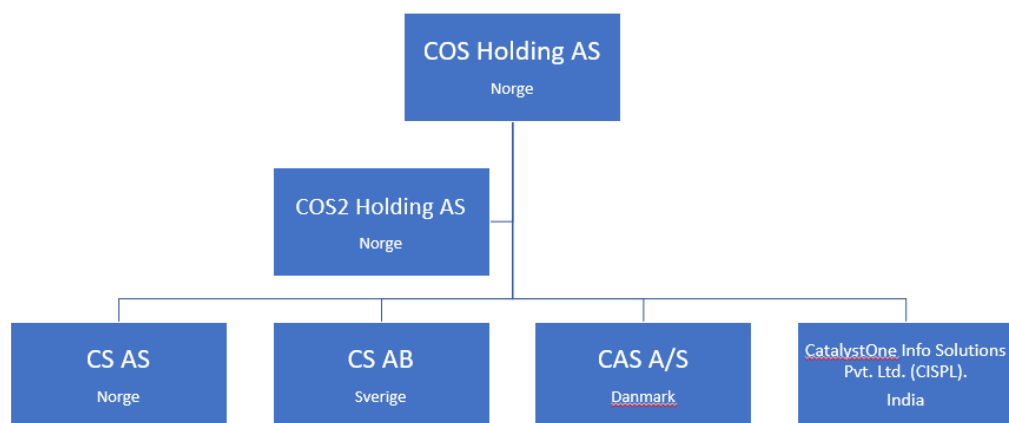 COS Holding AS
Norge
COS2 Holding AS
Norge
CS AS
Norge
CS AB
Sverige
CAS A/S
Danmark
CatalystOne Info Solutions
Pvt. Ltd. (CISPL).
India